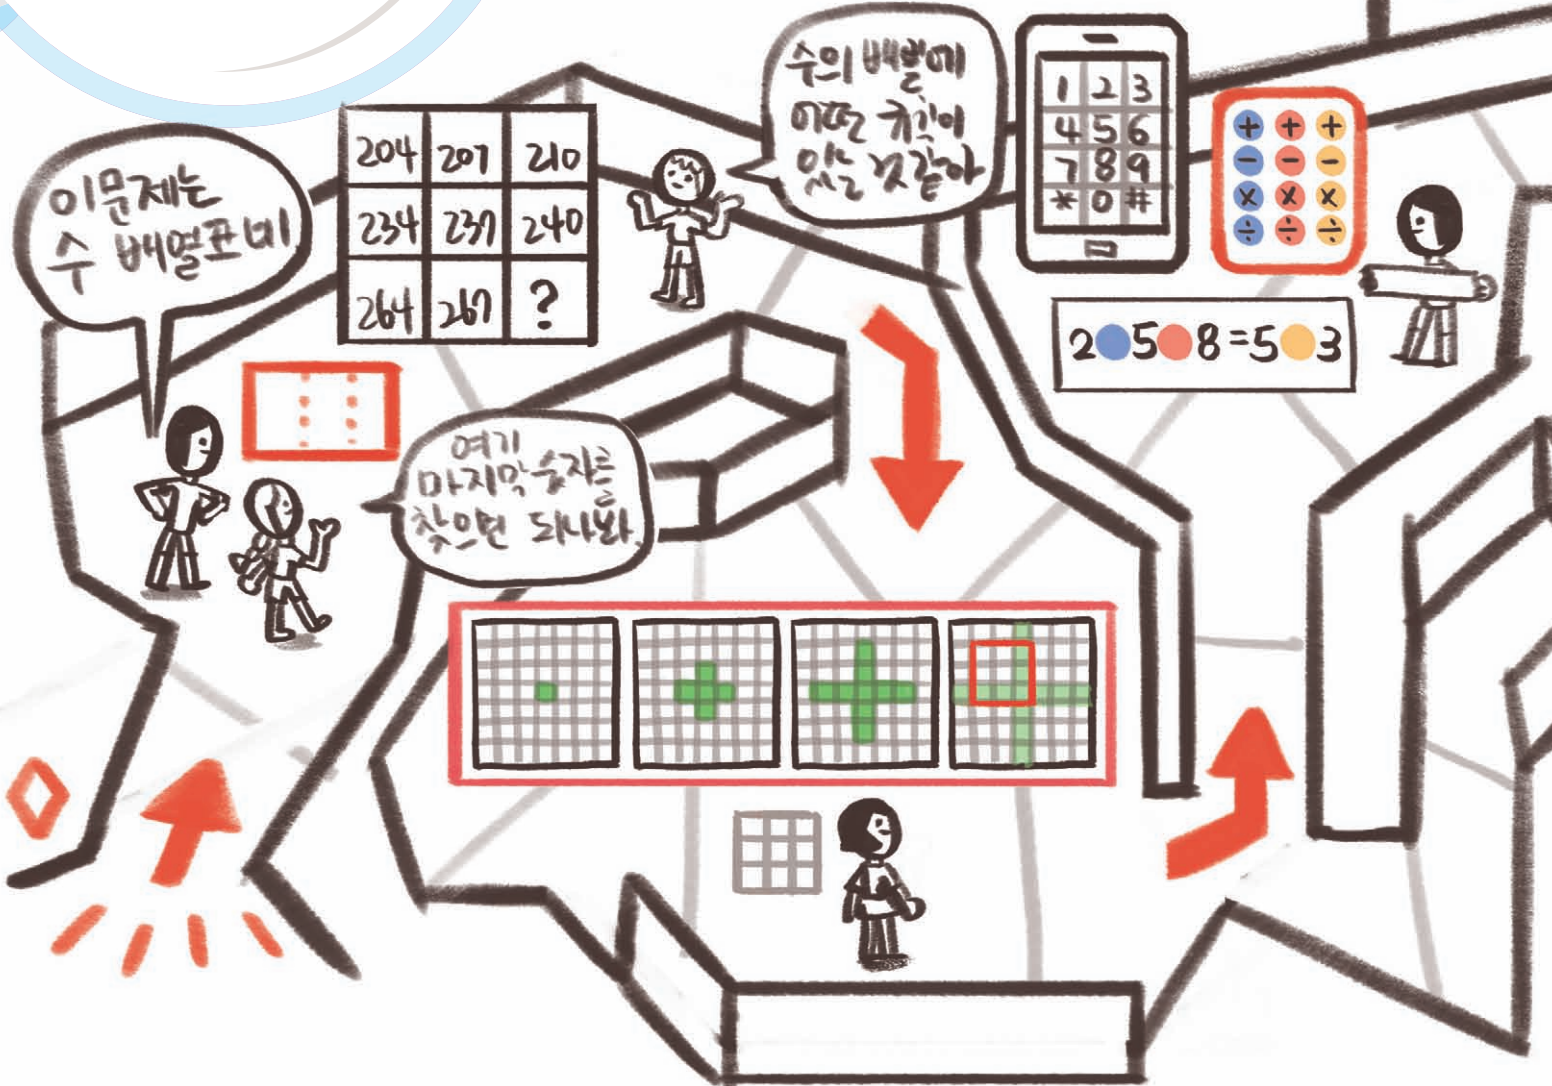 이 문제는
수 배열표네!
204 207 210
234 237 240
264 267 ?
수의 배열에
어떤 규칙이
있는 것 같아
1 2 3
4 5 6
7 8 9
* 0 #
+ + +
- - -
× × ×
÷ ÷ ÷
2 5 8 = 5 3
여기
마지막 숫자를
찾으면 되나봐.